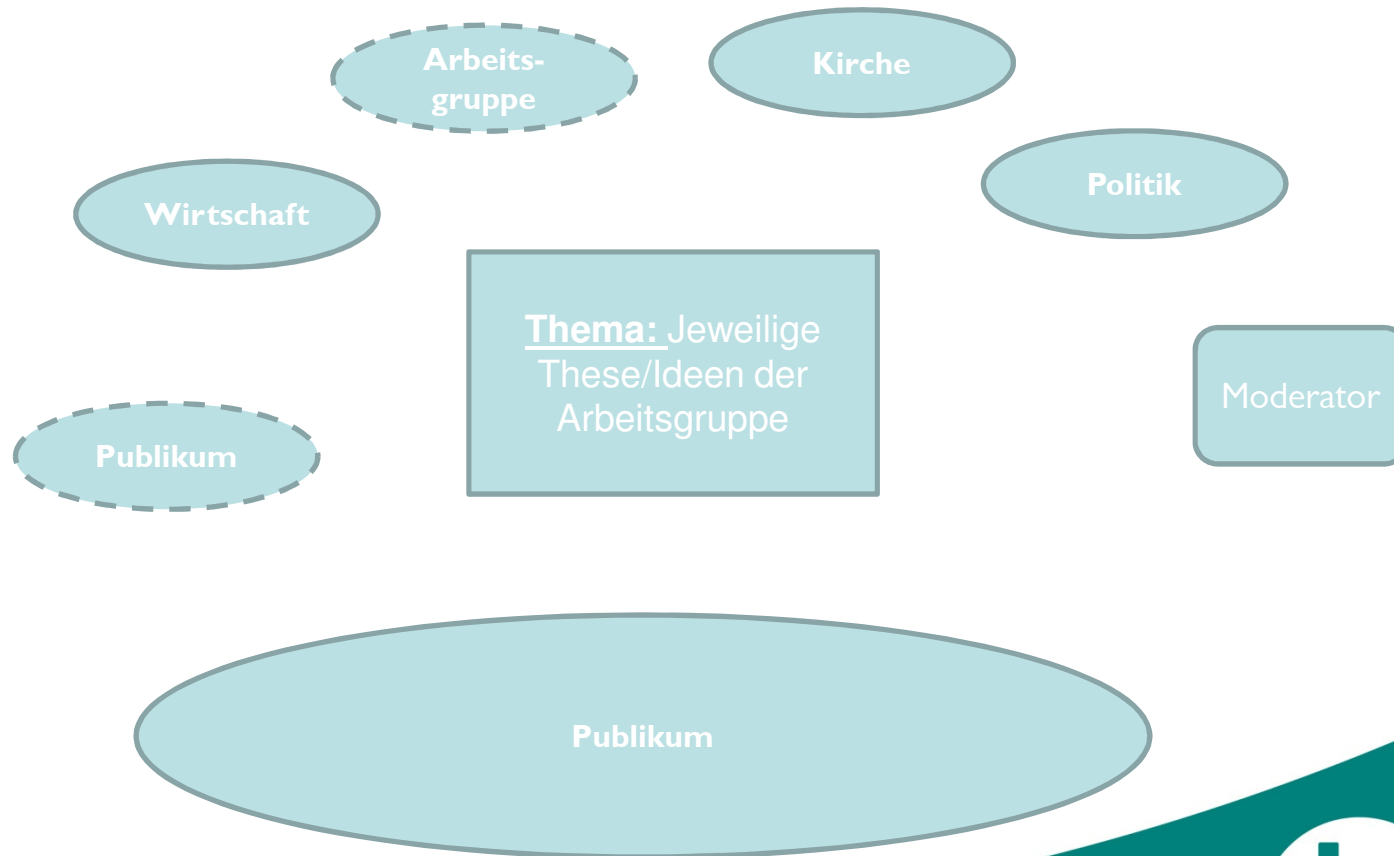 Arbeits-
gruppe
Kirche
Politik
Wirtschaft
Thema: Jeweilige
These/Ideen der
Arbeitsgruppe
Moderator
Publikum
Publikum